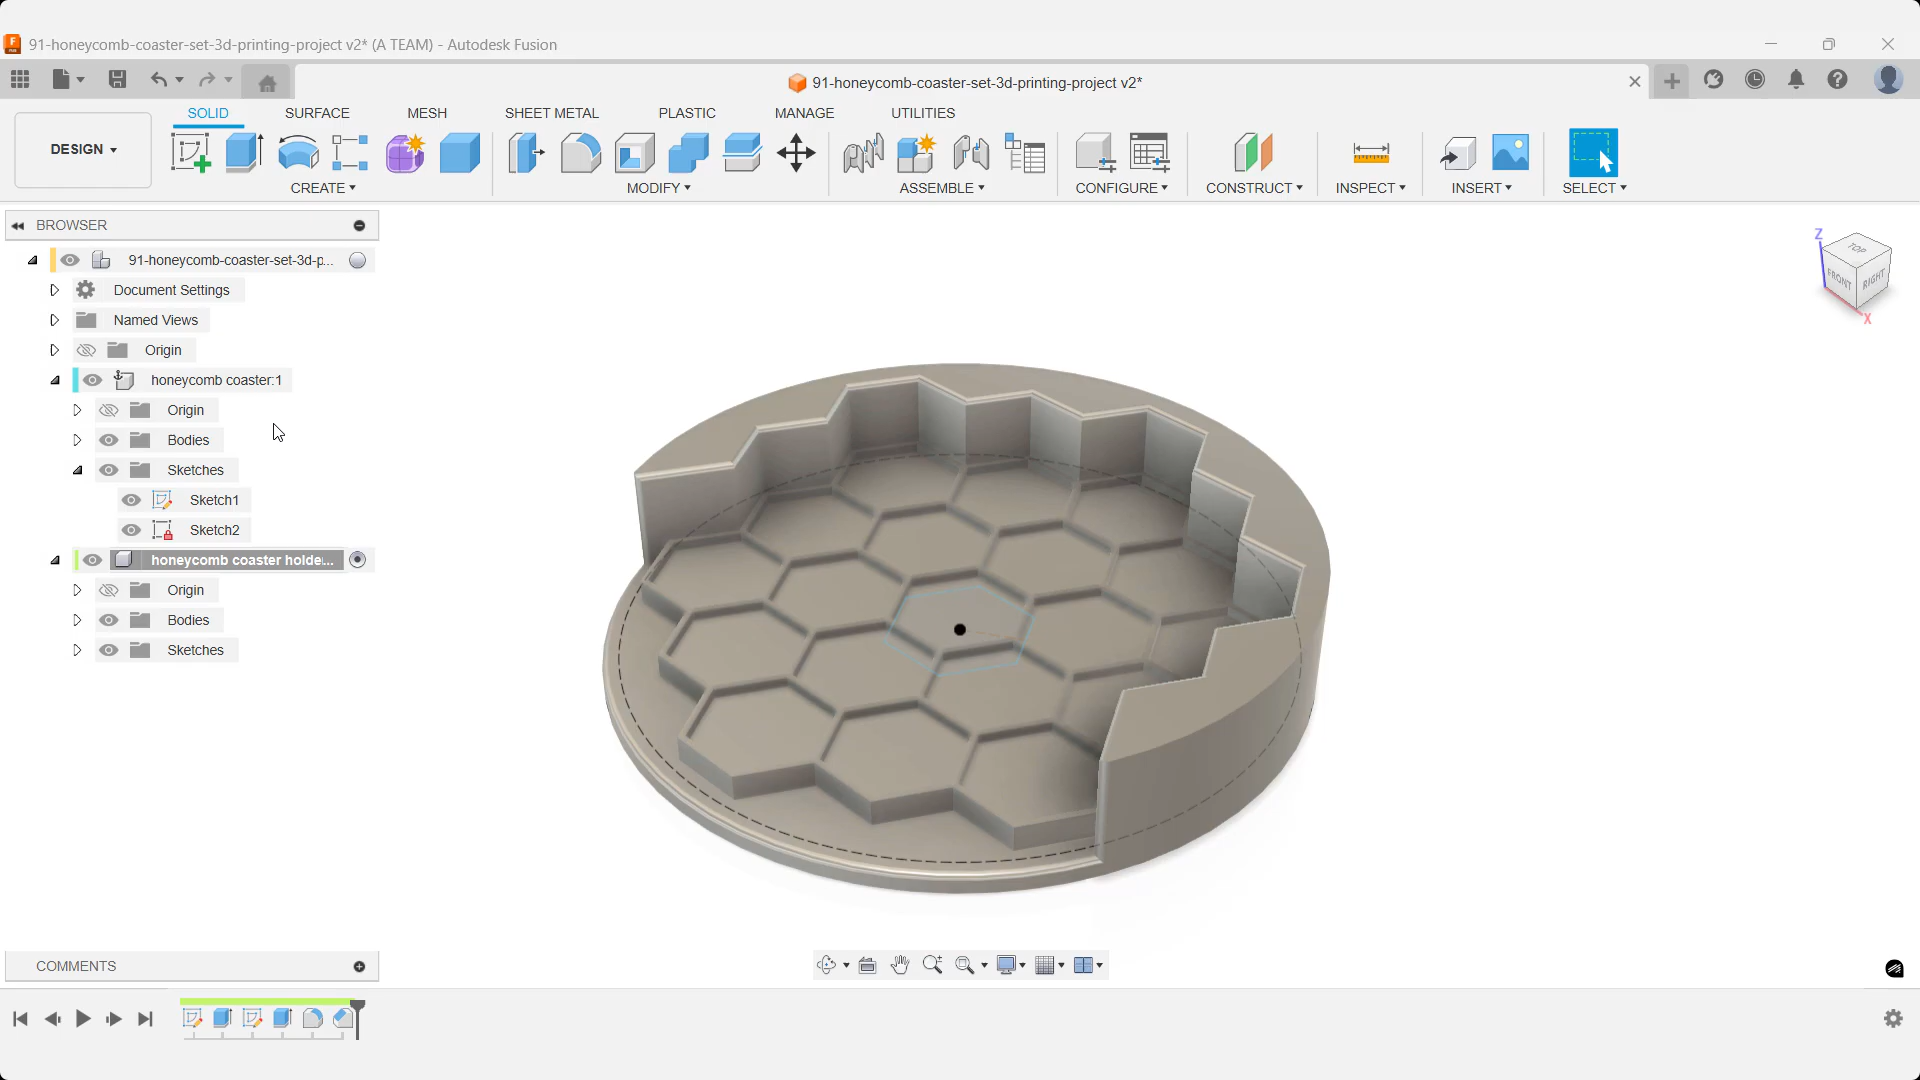 91-honeycomb-coaster-set-3d-printing-project v2* (A TEAM) - Autodesk Fusion
91-honeycomb-coaster-set-3d-printing-project v2*
SOLID SURFACE MESH SHEET METAL PLASTIC MANAGE UTILITIES
DESIGN
CREATE MODIFY ASSEMBLE CONFIGURE CONSTRUCT INSPECT INSERT SELECT
BROWSER
91-honeycomb-coaster-set-3d-p...
Document Settings
Named Views
Origin
honeycomb coaster:1
Origin
Bodies
Sketches
Sketch1
Sketch2
honeycomb coaster holde...
Origin
Bodies
Sketches
Z
TOP
FRONT RIGHT
X
COMMENTS